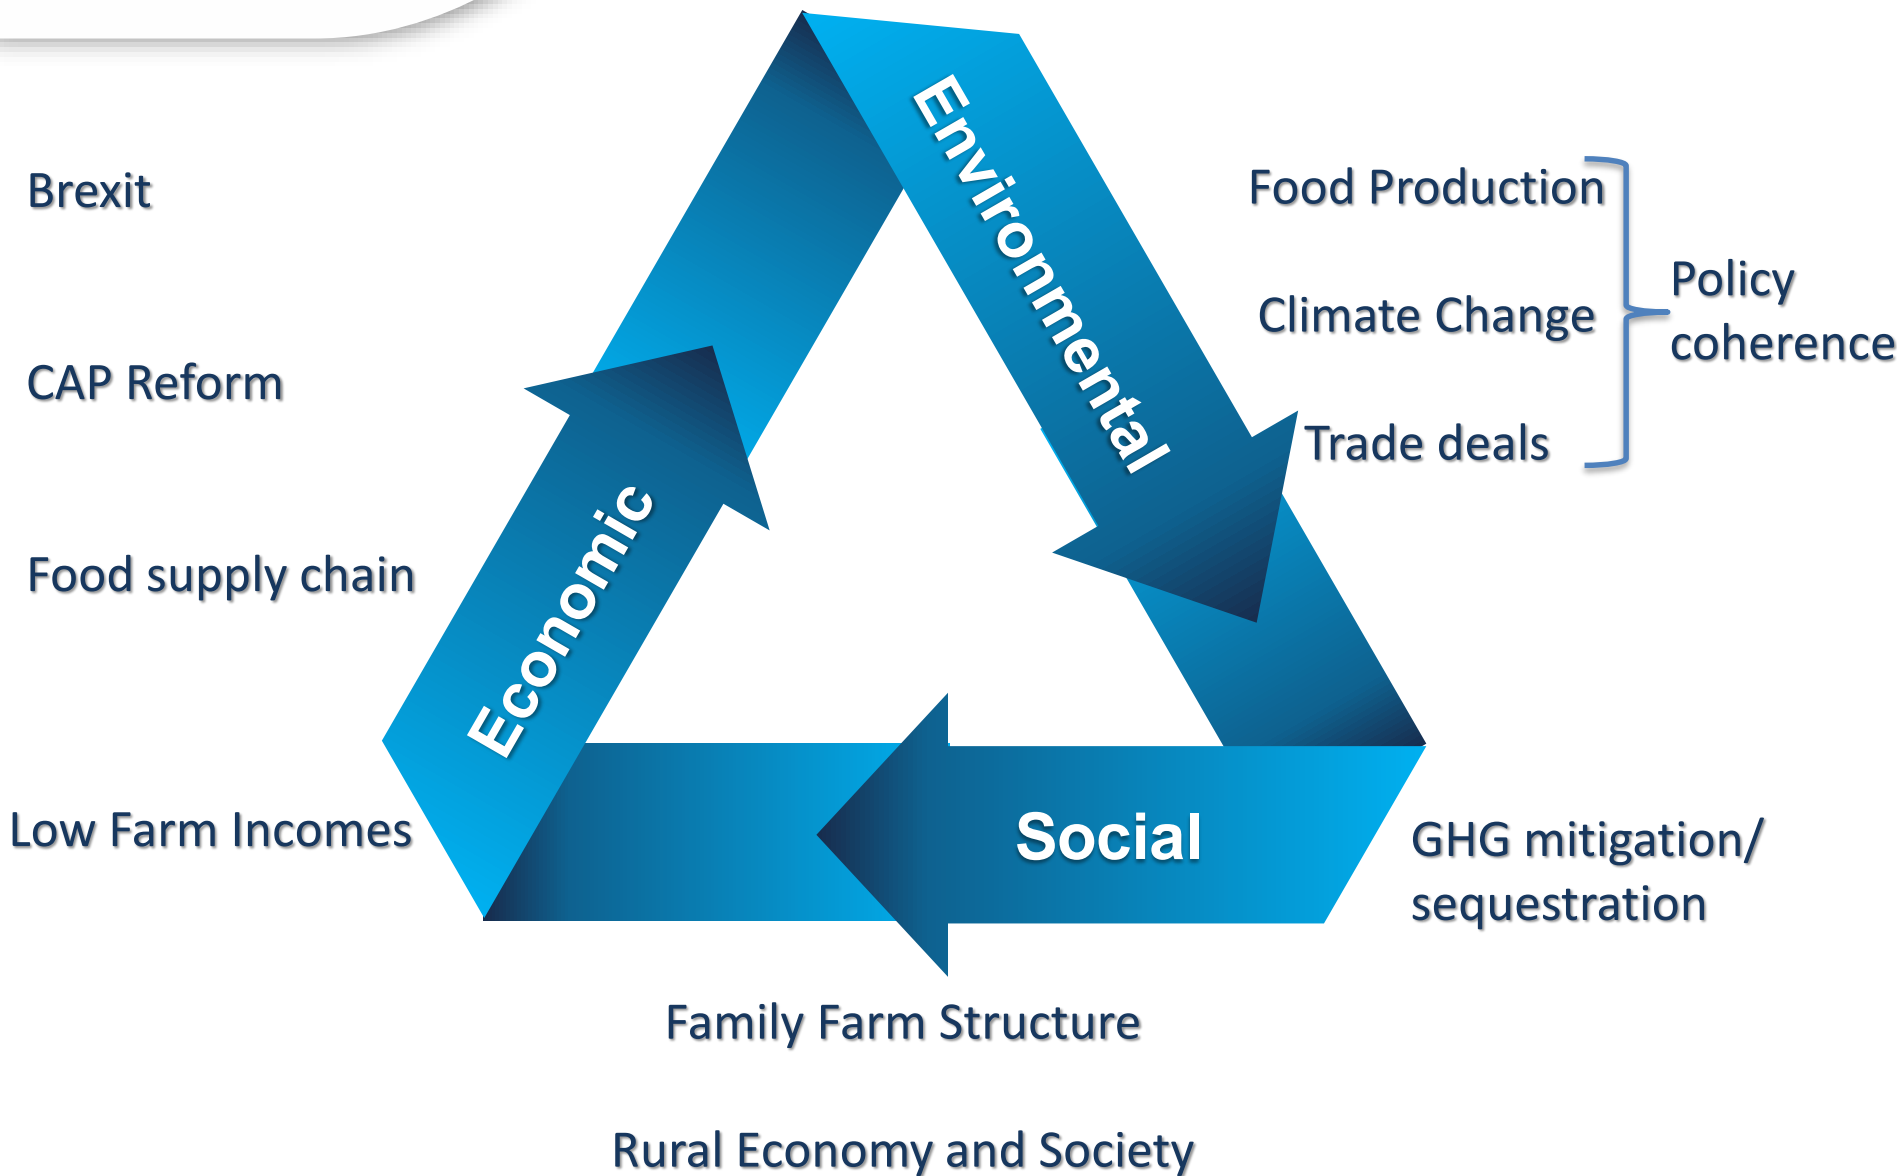 Environmental
Brexit
Food Production
Policy
coherence
Climate Change
CAP Reform
Trade deals
Economic
Food supply chain
Low Farm Incomes
Social
GHG mitigation/
sequestration
Family Farm Structure
Rural Economy and Society